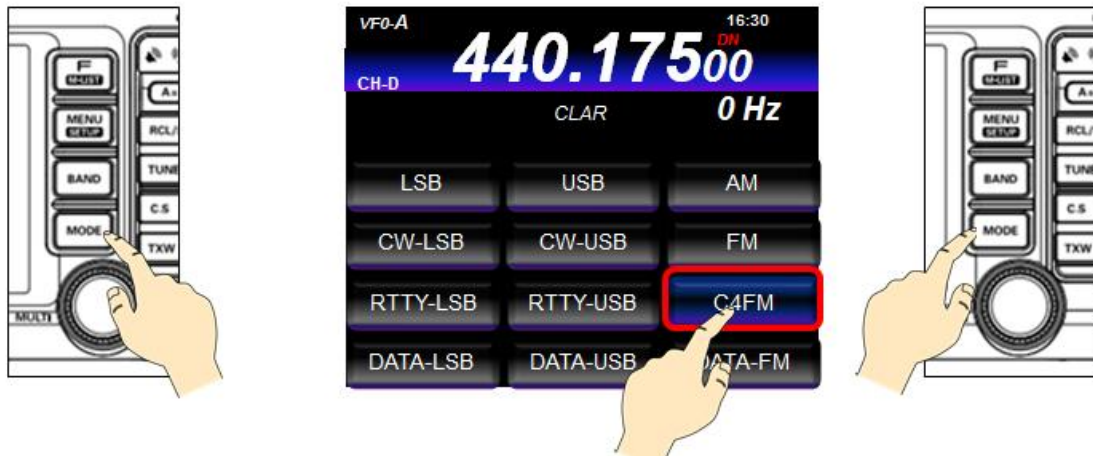 F
M-LIST
MENU
SETUP
RCL/
BAND
TUNE
C.S
MODE
TXW
MULTI
VF0-A 16:30
DN
440.17500
CH-D
CLAR 0 Hz
LSB USB AM
CW-LSB CW-USB FM
RTTY-LSB RTTY-USB C4FM
DATA-LSB DATA-USB DATA-FM
F
M-LIST
MENU
SETUP
RCL/
BAND
TUNE
C.S
MODE
TXW